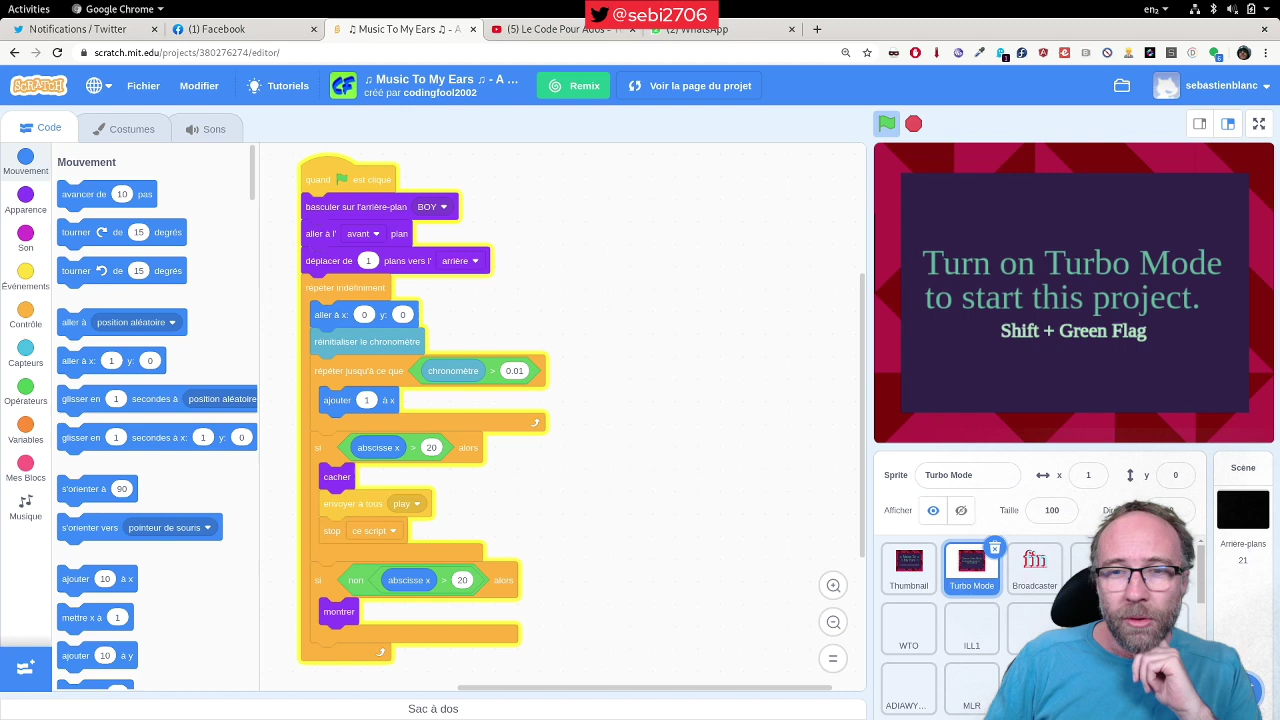 Activities
Google Chrome
@sebi2706
en₂
Notifications / Twitter
(1) Facebook
♫ Music To My Ears ♫ - A
(5) Le Code Pour Ados -
(2) WhatsApp
scratch.mit.edu/projects/380276274/editor/
SCRATCH
Fichier
Modifier
Tutoriels
♫ Music To My Ears ♫ - A ...
créé par codingfool2002
Remix
Voir la page du projet
sebastienblanc
Code
Costumes
Sons
Mouvement
Apparence
Son
Événements
Contrôle
Capteurs
Opérateurs
Variables
Mes Blocs
Musique
Mouvement
avancer de 10 pas
tourner de 15 degrés
tourner de 15 degrés
aller à position aléatoire
aller à x: 1 y: 0
glisser en 1 secondes à position aléatoire
glisser en 1 secondes à x: 1 y: 0
s'orienter à 90
s'orienter vers pointeur de souris
ajouter 10 à x
mettre x à 1
ajouter 10 à y
quand est cliqué
basculer sur l'arrière-plan BOY
aller à l' avant plan
déplacer de 1 plans vers l' arrière
répéter indéfiniment
aller à x: 0 y: 0
réinitialiser le chronomètre
répéter jusqu'à ce que chronomètre > 0.01
ajouter 1 à x
si abscisse x > 20 alors
cacher
envoyer à tous play
stop ce script
si non abscisse x > 20 alors
montrer
Sac à dos
Turn on Turbo Mode
to start this project.
Shift + Green Flag
Sprite Turbo Mode x 1 y 0
Afficher Taille 100
Scène
Arrière-plans
21
Thumbnail
Turbo Mode
Broadcaster
WTO
ILL1
ADIAWY...
MLR